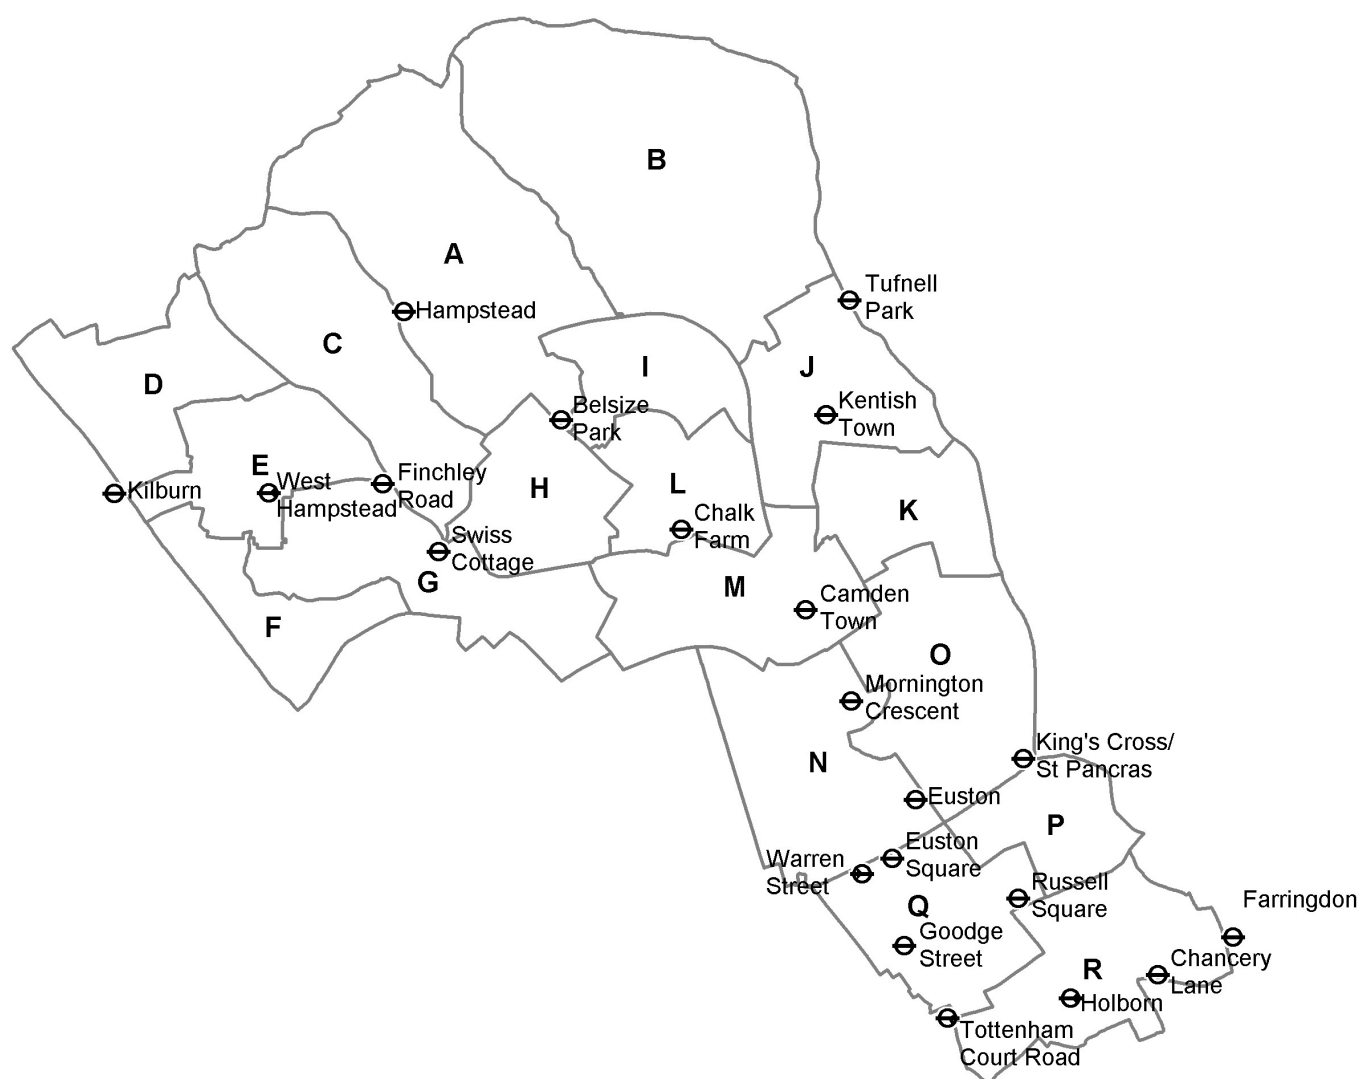 B
A
Tufnell
Park
Hampstead
C
I
J
D
Belsize
Park
Kentish
Town
E
West
Hampstead
Finchley
Road
Kilburn
H
L
Chalk
Farm
K
Swiss
Cottage
G
M
Camden
Town
F
O
Mornington
Crescent
King's Cross/
St Pancras
N
Euston
P
Euston
Square
Warren
Street
Russell
Square
Farringdon
Q
Goodge
Street
Chancery
Lane
R
Holborn
Tottenham
Court Road